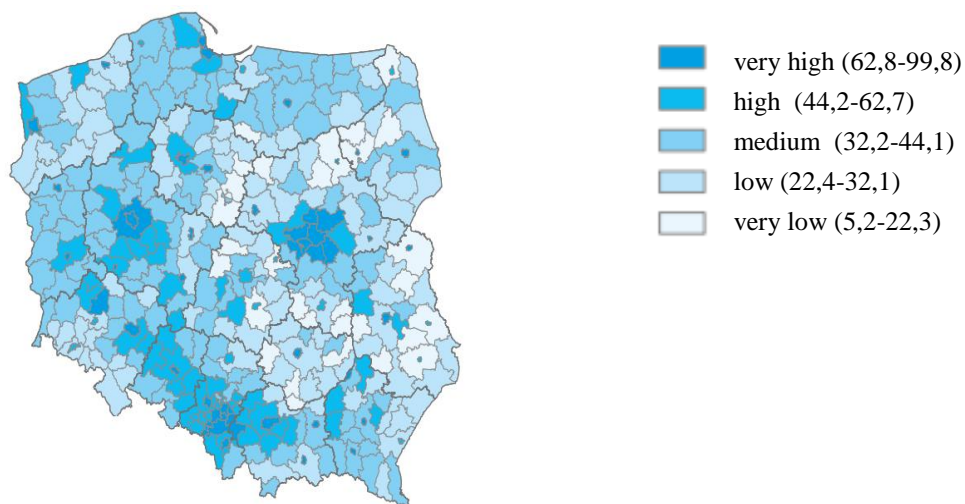 very high (62,8-99,8)
high (44,2-62,7)
medium (32,2-44,1)
low (22,4-32,1)
very low (5,2-22,3)